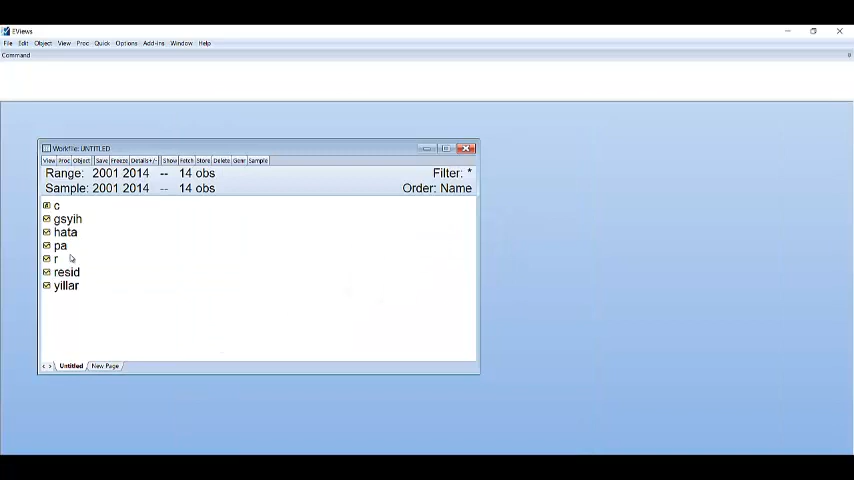 EViews
File Edit Object View Proc Quick Options Add-ins Window Help
Command
Workfile: UNTITLED
View Proc Object Save Freeze Details+/- Show Fetch Store Delete Genr Sample
Range: 2001 2014 -- 14 obs Filter: *
Sample: 2001 2014 -- 14 obs Order: Name
c
gsyih
hata
pa
r
resid
yillar
< > Untitled New Page